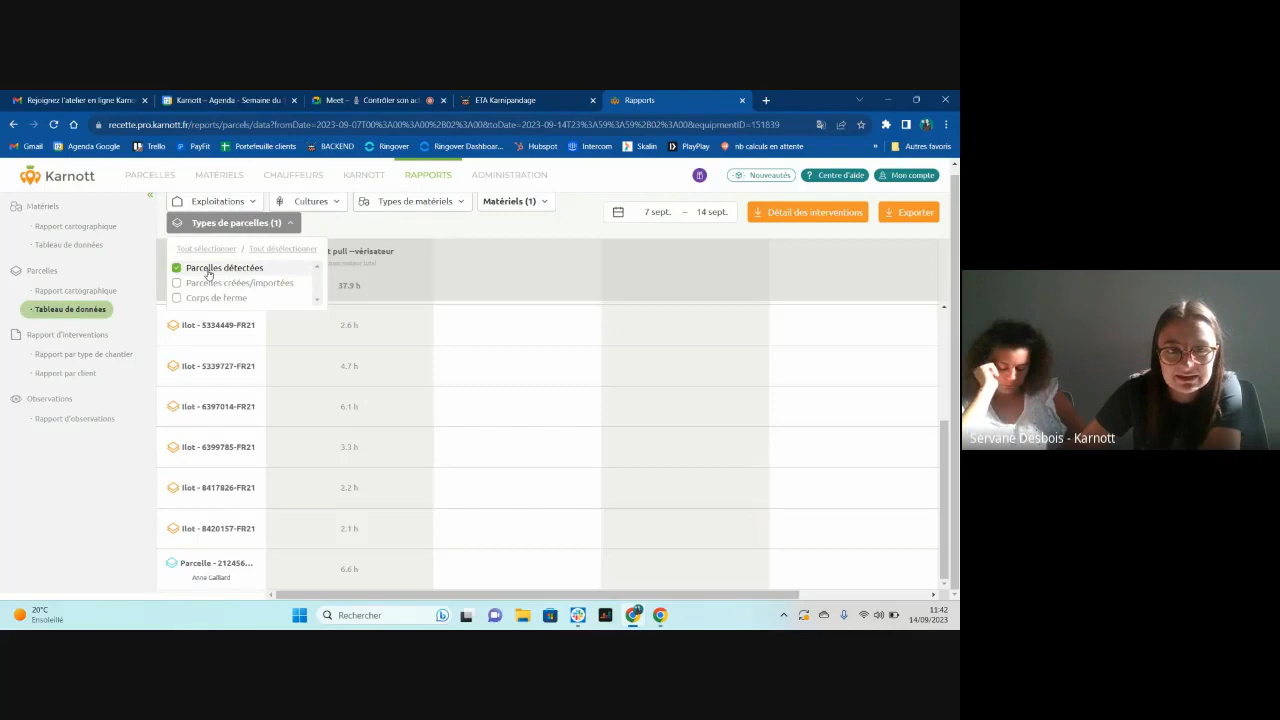 Rejoignez l'atelier en ligne Karno
Karnott – Agenda - Semaine du
Meet –
Contrôler son ac
ETA Karnipandage
Rapports
recette.pro.karnott.fr/reports/parcels/data?fromDate=2023-09-07T00%3A00%3A00%2B02%3A00&toDate=2023-09-14T23%3A59%3A59%2B02%3A00&equipmentID=151839
Gmail
Agenda Google
Trello
PayFit
Portefeuille clients
BACKEND
Ringover
Ringover Dashboar...
Hubspot
Intercom
Skalin
PlayPlay
nb calculs en attente
»
Autres favoris
Karnott
PARCELLES
MATÉRIELS
CHAUFFEURS
KARNOTT
RAPPORTS
ADMINISTRATION
Nouveautés
? Centre d'aide
Mon compte
«
Matériels
· Rapport cartographique
· Tableau de données
Parcelles
· Rapport cartographique
· Tableau de données
Rapport d'interventions
· Rapport par type de chantier
· Rapport par client
Observations
· Rapport d'observations
Exploitations
Cultures
Types de matériels
Matériels (1)
Types de parcelles (1)
7 sept. – 14 sept.
Détail des interventions
Exporter
Tout sélectionner / Tout désélectionner
Parcelles détectées
Parcelles créées/importées
Corps de ferme
t pull --vérisateur
37.9 h
Ilot - 5334449-FR21
2.6 h
Ilot - 5339727-FR21
4.7 h
Ilot - 6397014-FR21
6.1 h
Ilot - 6399785-FR21
3.3 h
Ilot - 8417826-FR21
2.2 h
Ilot - 8420157-FR21
2.1 h
Parcelle - 212456...
Anna Gaillard
6.6 h
20°C
Ensoleillé
Rechercher
11:42
14/09/2023
Servane Desbois - Karnott